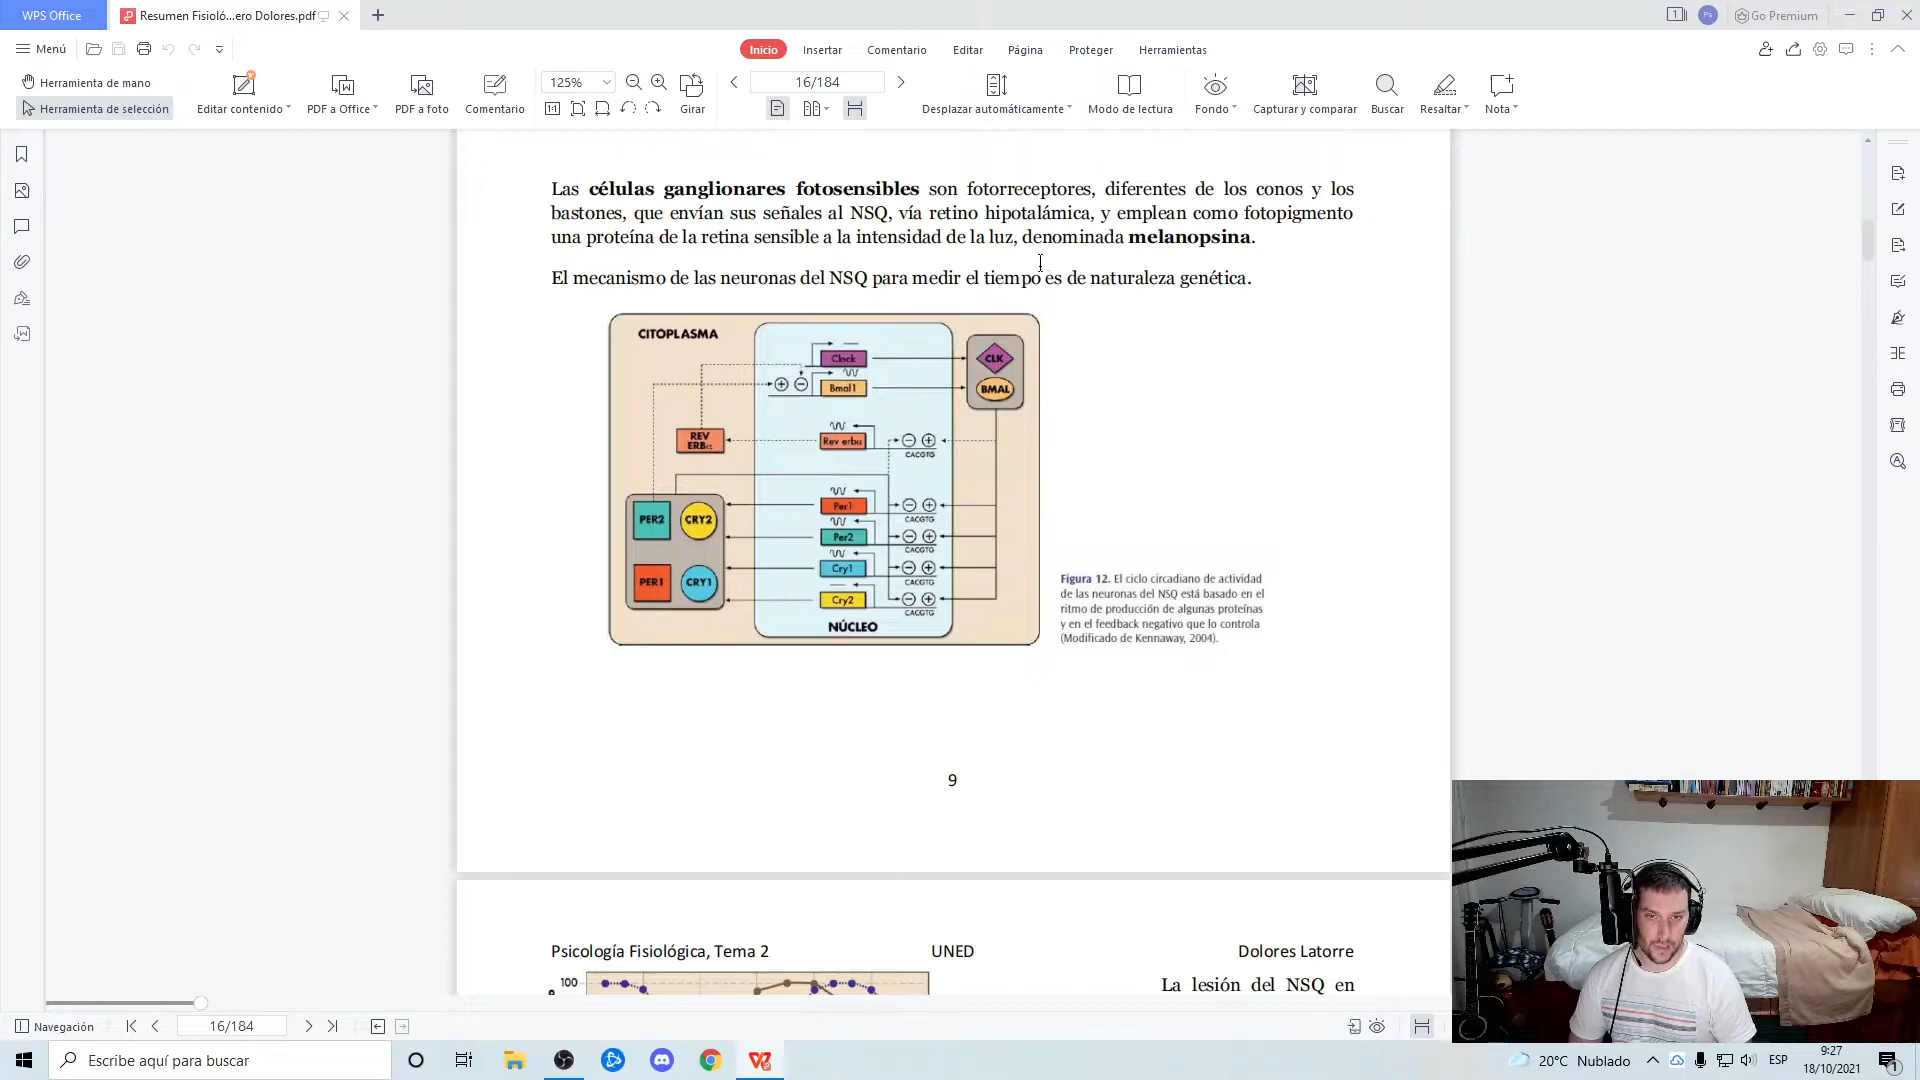 WPS Office
Resumen Fisioló...ero Dolores.pdf
1
Ps
Go Premium
Menú
Inicio
Insertar
Comentario
Editar
Página
Proteger
Herramientas
Herramienta de mano
Herramienta de selección
Editar contenido
PDF a Office
PDF a foto
Comentario
125%
Girar
16/184
Desplazar automáticamente
Modo de lectura
Fondo
Capturar y comparar
Buscar
Resaltar
Nota
Las células ganglionares fotosensibles son fotorreceptores, diferentes de los conos y los
bastones, que envían sus señales al NSQ, vía retino hipotalámica, y emplean como fotopigmento
una proteína de la retina sensible a la intensidad de la luz, denominada melanopsina.
El mecanismo de las neuronas del NSQ para medir el tiempo es de naturaleza genética.
CITOPLASMA
Clock
CLK
Bmal1
BMAL
REV
ERBα
Rev erbα
CACGTG
PER2
CRY2
Per1
CACGTG
Per2
CACGTG
PER1
CRY1
Cry1
CACGTG
Cry2
CACGTG
NÚCLEO
Figura 12. El ciclo circadiano de actividad
de las neuronas del NSQ está basado en el
ritmo de producción de algunas proteínas
y en el feedback negativo que lo controla
(Modificado de Kennaway, 2004).
9
Psicología Fisiológica, Tema 2
UNED
Dolores Latorre
100
La lesión del NSQ en
Navegación
16/184
Escribe aquí para buscar
20°C Nublado
ESP
9:27
18/10/2021
1